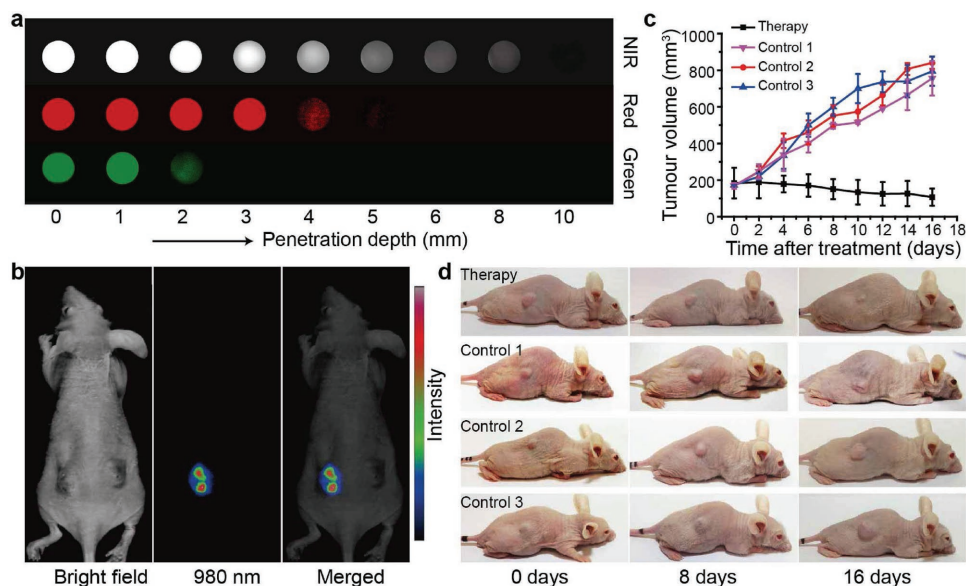 a
NIR
Red
Green
0 1 2 3 4 5 6 8 10
Penetration depth (mm)
b
Intensity
Bright field 980 nm Merged
c
Therapy
Control 1
Control 2
Control 3
Tumour volume (mm³)
1000
800
600
400
200
0
0 2 4 6 8 10 12 14 16 18
Time after treatment (days)
d
Therapy
Control 1
Control 2
Control 3
0 days 8 days 16 days